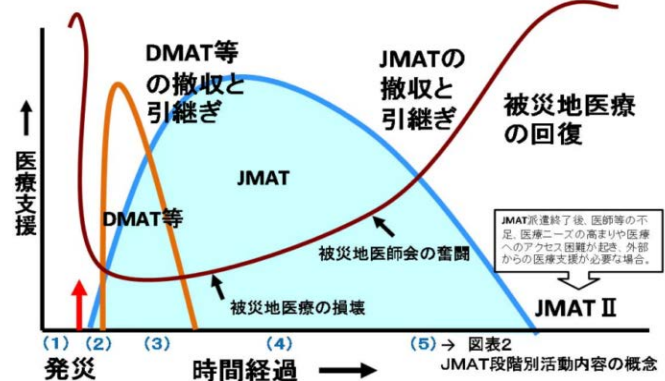 DMAT等
の撤収と
引継ぎ
JMATの
撤収と
引継ぎ
被災地医療
の回復
↑
医療支援
JMAT
DMAT等
被災地医師会の奮闘
被災地医療の損壊
JMAT派遣終了後、医師等の不
足、医療ニーズの高まりや医療
へのアクセス困難が起き、外部
からの医療支援が必要な場合。
JMATⅡ
(1) (2) (3) (4) (5)→ 図表2
発災 時間経過 → JMAT段階別活動内容の概念